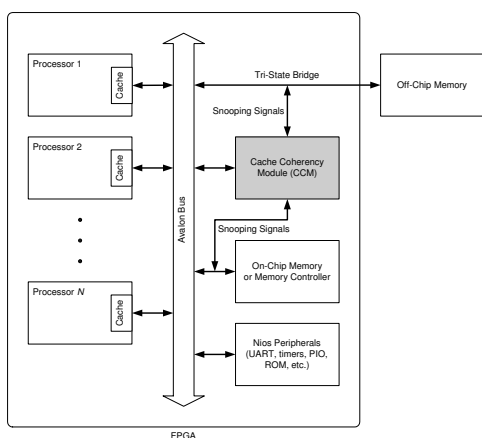 Processor 1
Cache
Processor 2
Cache
Processor N
Cache
Avalon Bus
Tri-State Bridge
Snooping Signals
Off-Chip Memory
Cache Coherency
Module (CCM)
Snooping Signals
On-Chip Memory
or Memory Controller
Nios Peripherals
(UART, timers, PIO,
ROM, etc.)
FPGA